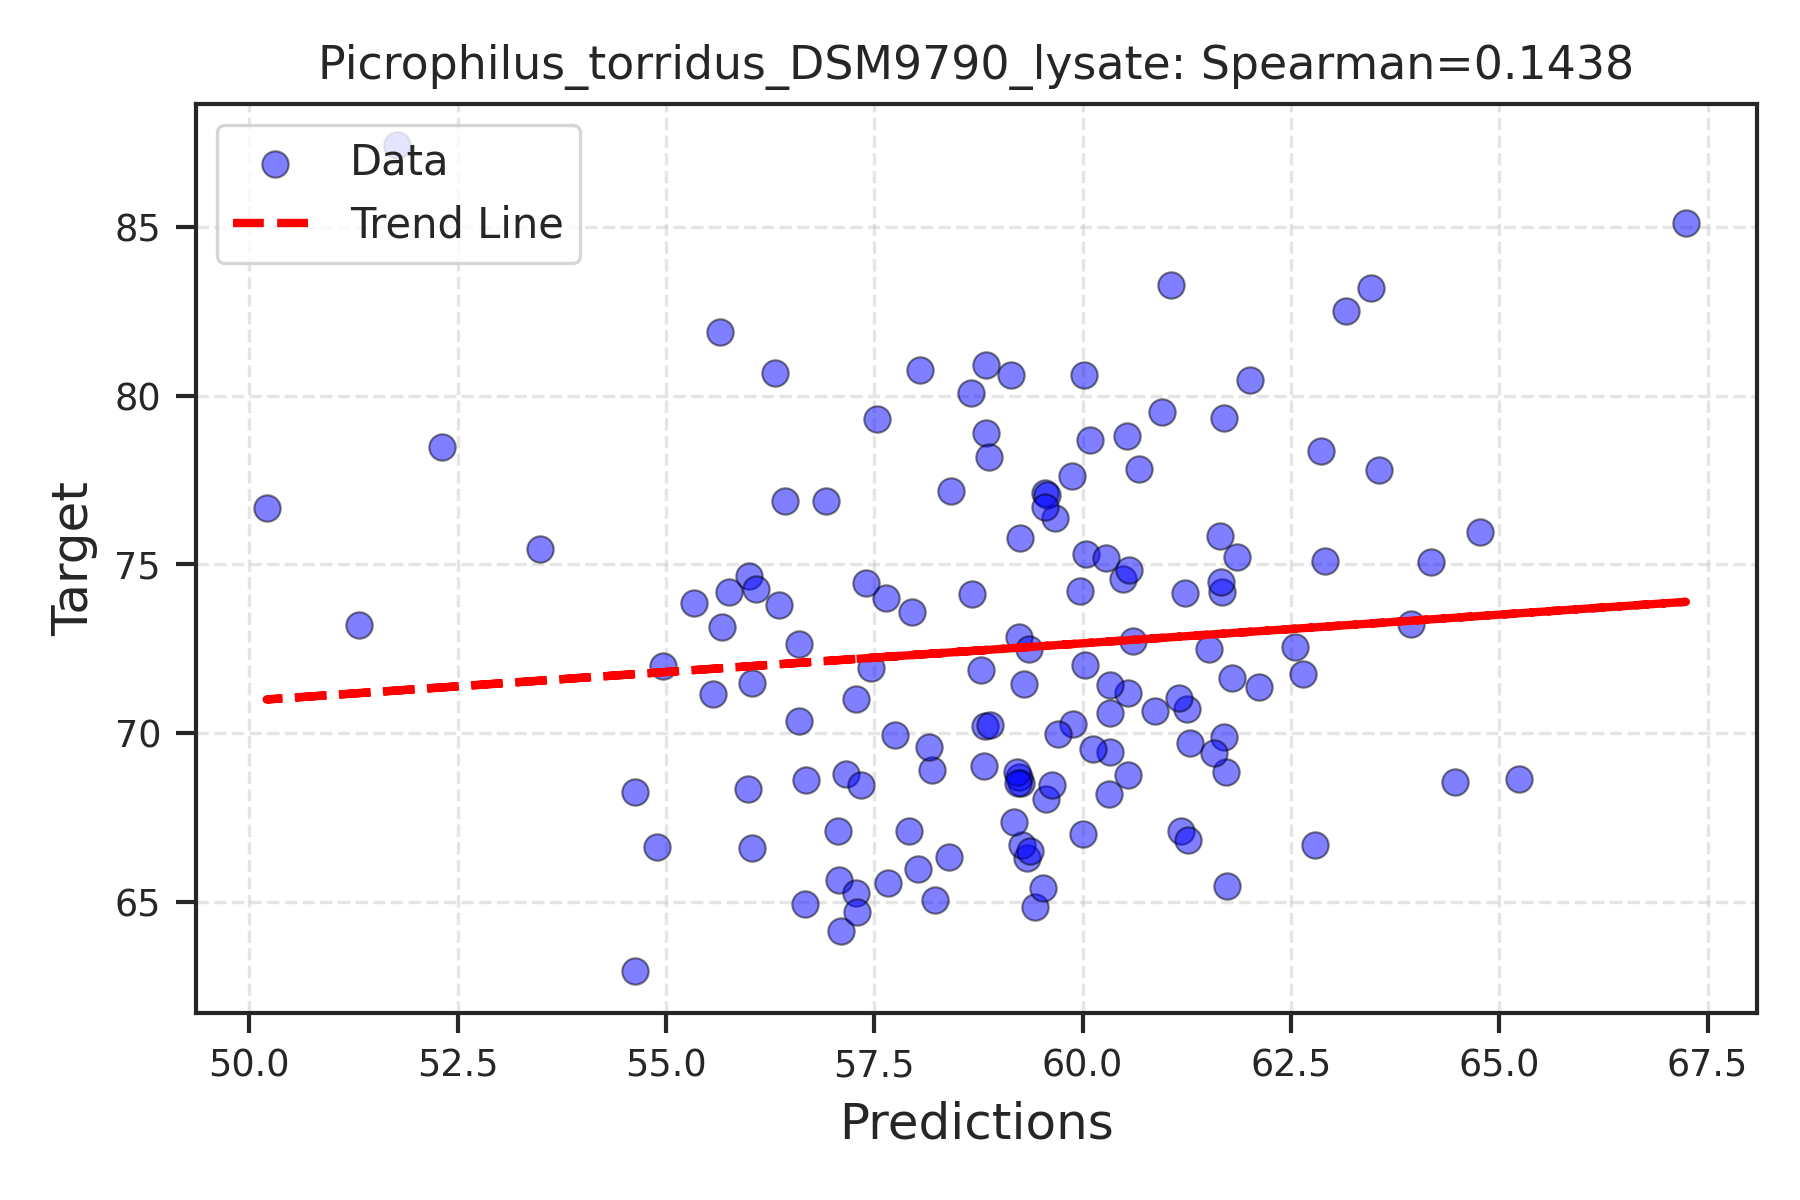 Picrophilus_torridus_DSM9790_lysate: Spearman=0.1438
Data
Trend Line
Target
85
80
75
70
65
50.0 52.5 55.0 57.5 60.0 62.5 65.0 67.5
Predictions